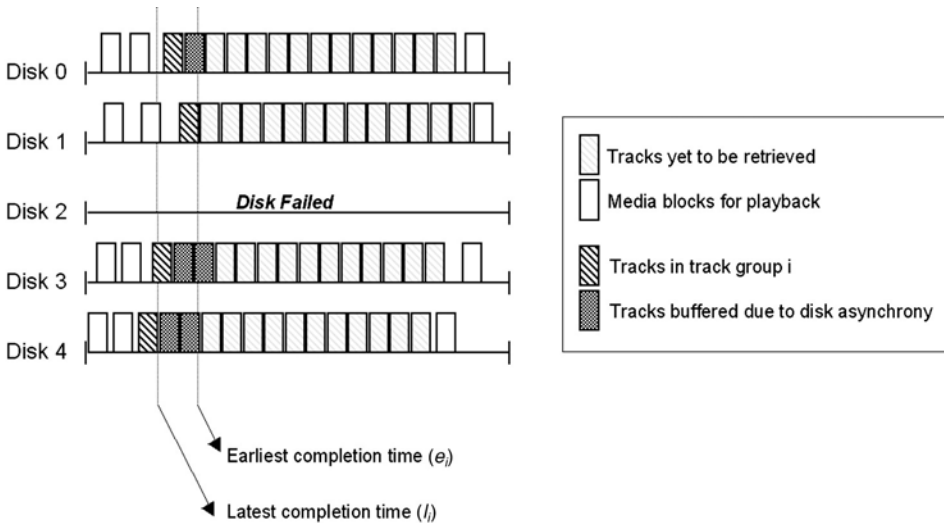 Disk 0
Disk 1
Disk 2
Disk Failed
Disk 3
Disk 4
Tracks yet to be retrieved
Media blocks for playback
Tracks in track group i
Tracks buffered due to disk asynchrony
Earliest completion time (eᵢ)
Latest completion time (lᵢ)